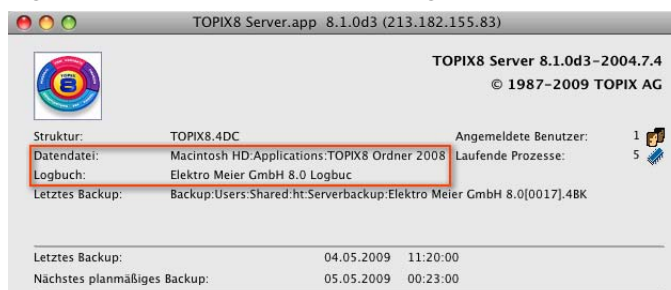 TOPIX8 Server.app 8.1.0d3 (213.182.155.83)
TOPIX8 Server 8.1.0d3-2004.7.4
© 1987-2009 TOPIX AG
TOPIX
8
Struktur: TOPIX8.4DC Angemeldete Benutzer: 1
Datendatei: Macintosh HD:Applications:TOPIX8 Ordner 2008 Laufende Prozesse: 5
Logbuch: Elektro Meier GmbH 8.0 Logbuc
Letztes Backup: Backup:Users:Shared:ht:Serverbackup:Elektro Meier GmbH 8.0[0017].4BK
Letztes Backup: 04.05.2009 11:20:00
Nächstes planmäßiges Backup: 05.05.2009 00:23:00